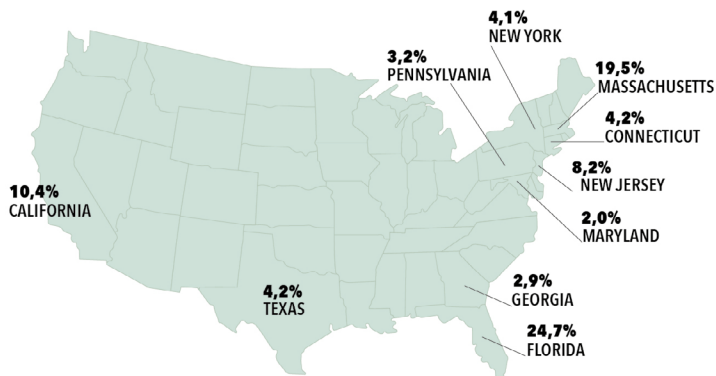 4,1%
NEW YORK
3,2%
PENNSYLVANIA
19,5%
MASSACHUSETTS
4,2%
CONNECTICUT
8,2%
NEW JERSEY
10,4%
CALIFORNIA
2,0%
MARYLAND
2,9%
GEORGIA
4,2%
TEXAS
24,7%
FLORIDA